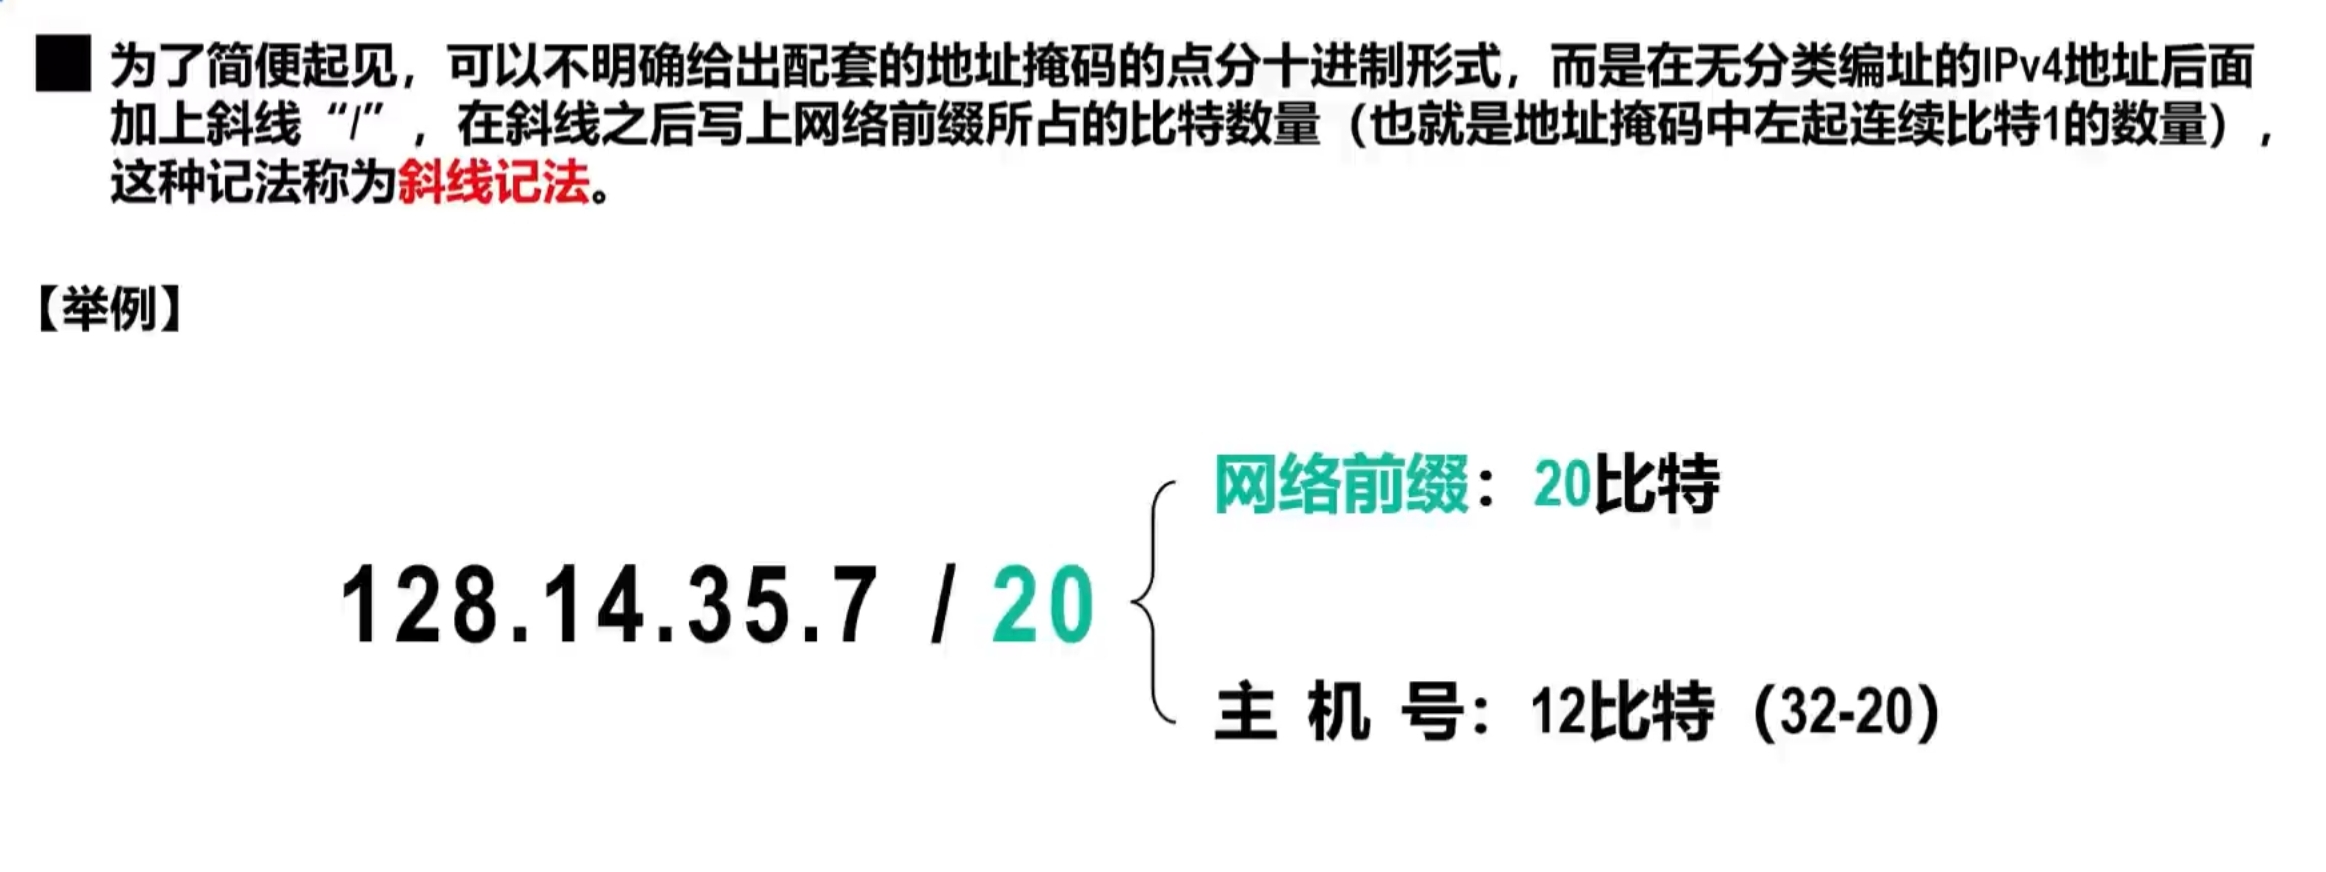 为了简便起见，可以不明确给出配套的地址掩码的点分十进制形式，而是在无分类编址的IPv4地址后面
加上斜线“/”，在斜线之后写上网络前缀所占的比特数量（也就是地址掩码中左起连续比特1的数量），
这种记法称为斜线记法。
【举例】
网络前缀：20比特
128.14.35.7 / 20
主 机 号：12比特（32-20）